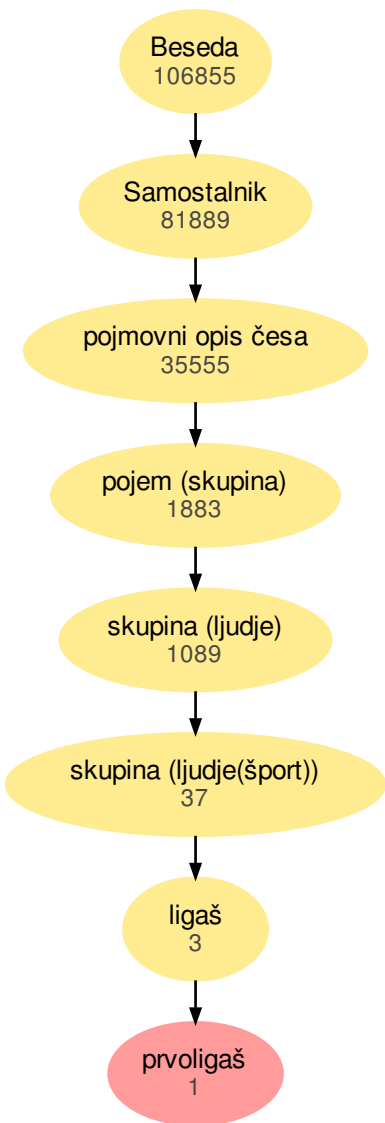 Beseda
106855
Samostalnik
81889
pojmovni opis česa
35555
pojem (skupina)
1883
skupina (ljudje)
1089
skupina (ljudje(šport))
37
ligaš
3
prvoligaš
1